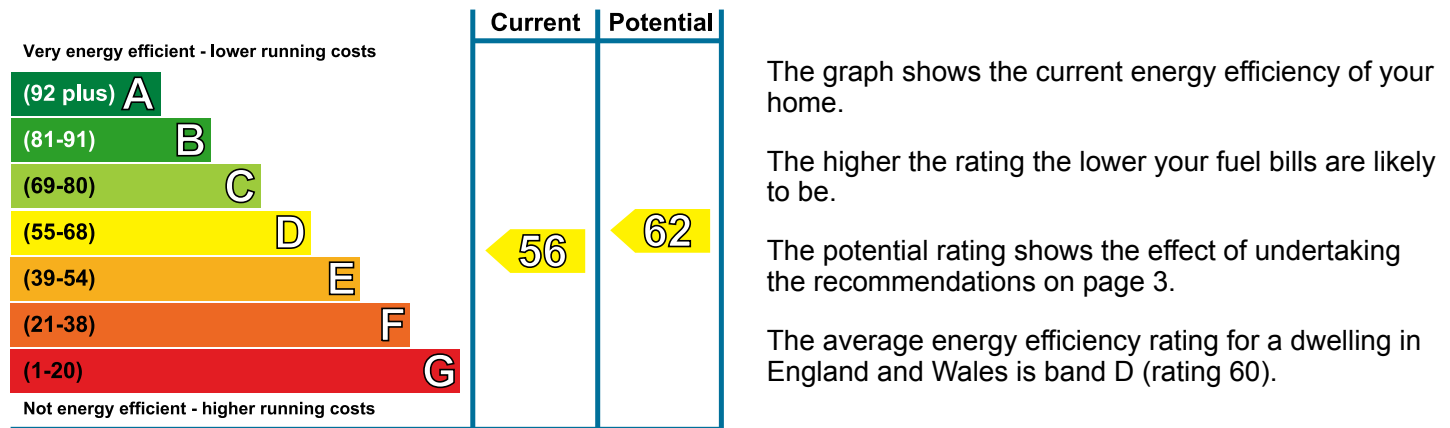 Current Potential
Very energy efficient - lower running costs
(92 plus) A
(81-91) B
(69-80) C
(55-68) D
(39-54) E
(21-38) F
(1-20) G
Not energy efficient - higher running costs
56
62
The graph shows the current energy efficiency of your
home.
The higher the rating the lower your fuel bills are likely
to be.
The potential rating shows the effect of undertaking
the recommendations on page 3.
The average energy efficiency rating for a dwelling in
England and Wales is band D (rating 60).